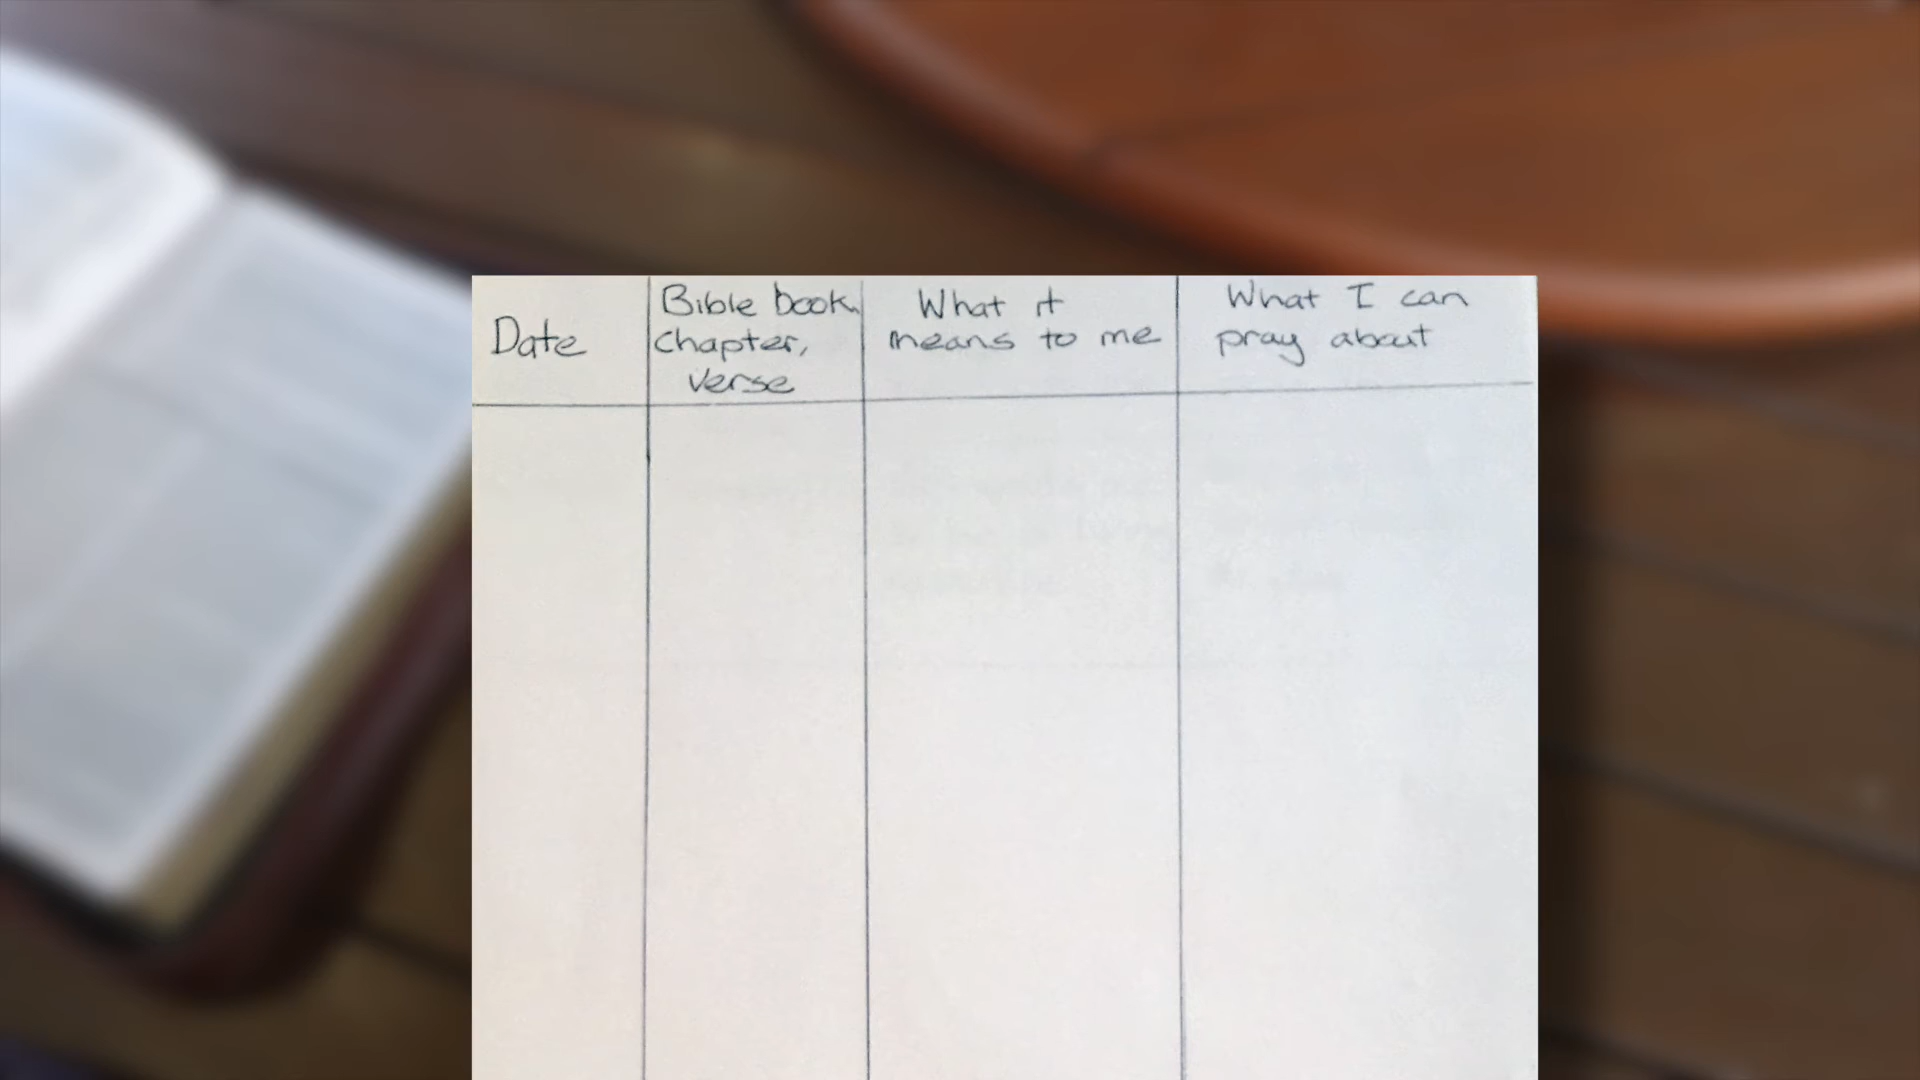 Date
Bible book,
chapter,
verse
What it
means to me
What I can
pray about